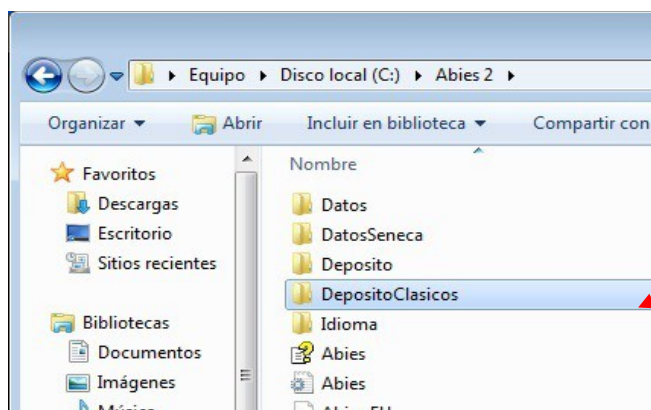 Equipo Disco local (C:) Abies 2
Organizar Abrir Incluir en biblioteca Compartir con
Favoritos
Descargas
Escritorio
Sitios recientes
Bibliotecas
Documentos
Imágenes
Música
Nombre
Datos
DatosSeneca
Deposito
DepositoClasicos
Idioma
Abies
Abies